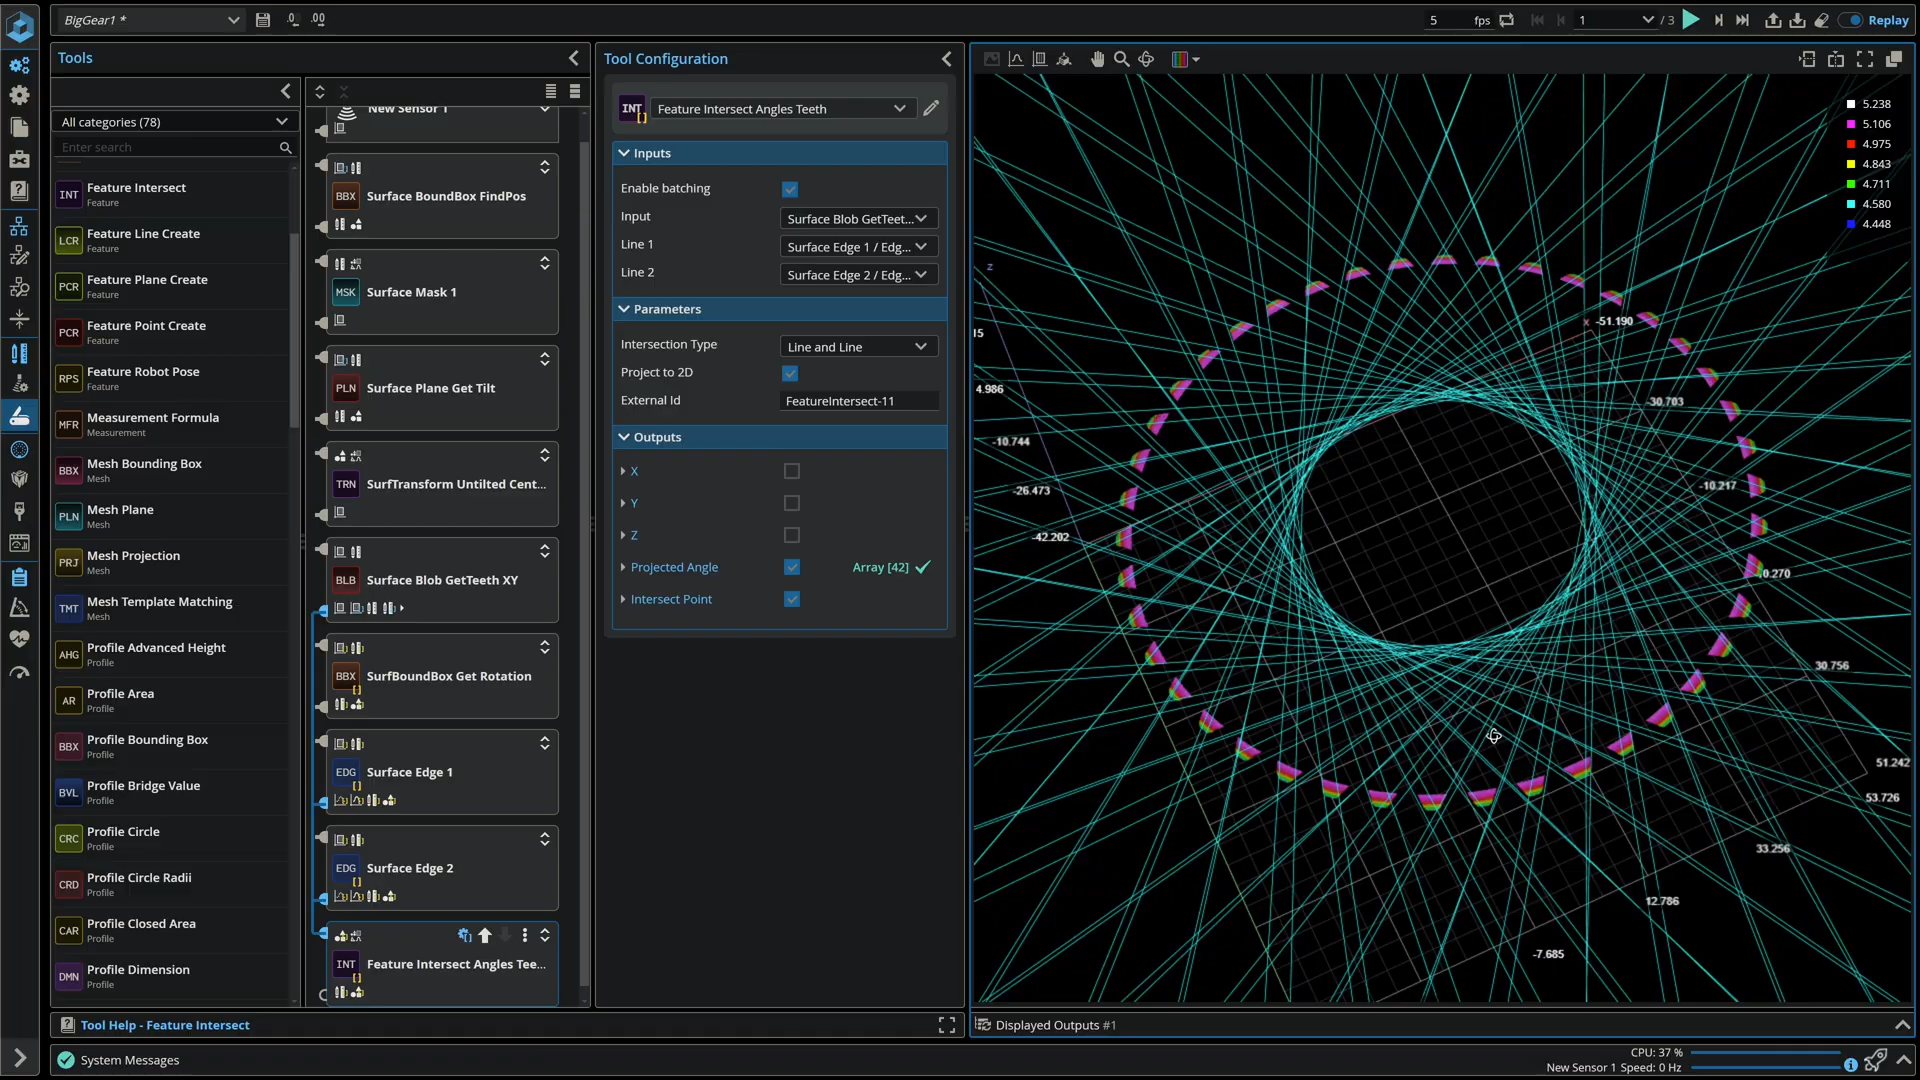 BigGear1 *
.0
.00
5 fps
1 / 3
Replay
Tools
All categories (78)
Enter search
INT Feature Intersect
Feature
LCR Feature Line Create
Feature
PCR Feature Plane Create
Feature
PCR Feature Point Create
Feature
RPS Feature Robot Pose
Feature
MFR Measurement Formula
Measurement
BBX Mesh Bounding Box
Mesh
PLN Mesh Plane
Mesh
PRJ Mesh Projection
Mesh
TMT Mesh Template Matching
Mesh
AHG Profile Advanced Height
Profile
AR Profile Area
Profile
BBX Profile Bounding Box
Profile
BVL Profile Bridge Value
Profile
CRC Profile Circle
Profile
CRD Profile Circle Radii
Profile
CAR Profile Closed Area
Profile
DMN Profile Dimension
Profile
New Sensor 1
BBX Surface BoundBox FindPos
MSK Surface Mask 1
PLN Surface Plane Get Tilt
TRN SurfTransform Untilted Cent...
BLB Surface Blob GetTeeth XY
BBX SurfBoundBox Get Rotation
EDG Surface Edge 1
EDG Surface Edge 2
INT Feature Intersect Angles Tee...
Tool Configuration
INT Feature Intersect Angles Teeth
Inputs
Enable batching
Input Surface Blob GetTeet...
Line 1 Surface Edge 1 / Edg...
Line 2 Surface Edge 2 / Edg...
Parameters
Intersection Type Line and Line
Project to 2D
External Id FeatureIntersect-11
Outputs
X
Y
Z
Projected Angle Array [42]
Intersect Point
5.238
5.106
4.975
4.843
4.711
4.580
4.448
z
x -51.190
15
4.986
-30.703
-10.744
-26.473
-10.217
-42.202
0.270
30.756
51.242
53.726
33.256
12.786
-7.685
Tool Help - Feature Intersect
Displayed Outputs #1
System Messages
CPU: 37 %
New Sensor 1 Speed: 0 Hz